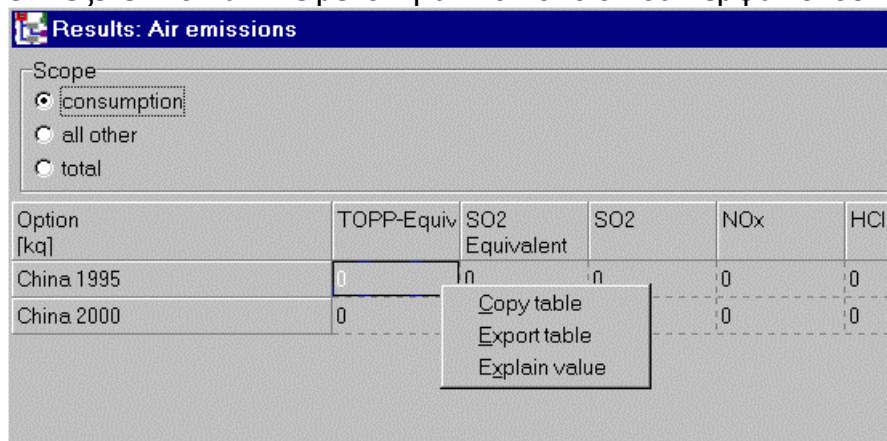 Results: Air emissions
Scope
consumption
all other
total
Option TOPP-Equiv SO2 SO2 NOx HCl
[kg] Equivalent
China 1995 0 0 0 0 0
China 2000 0 0 0
Copy table
Export table
Explain value